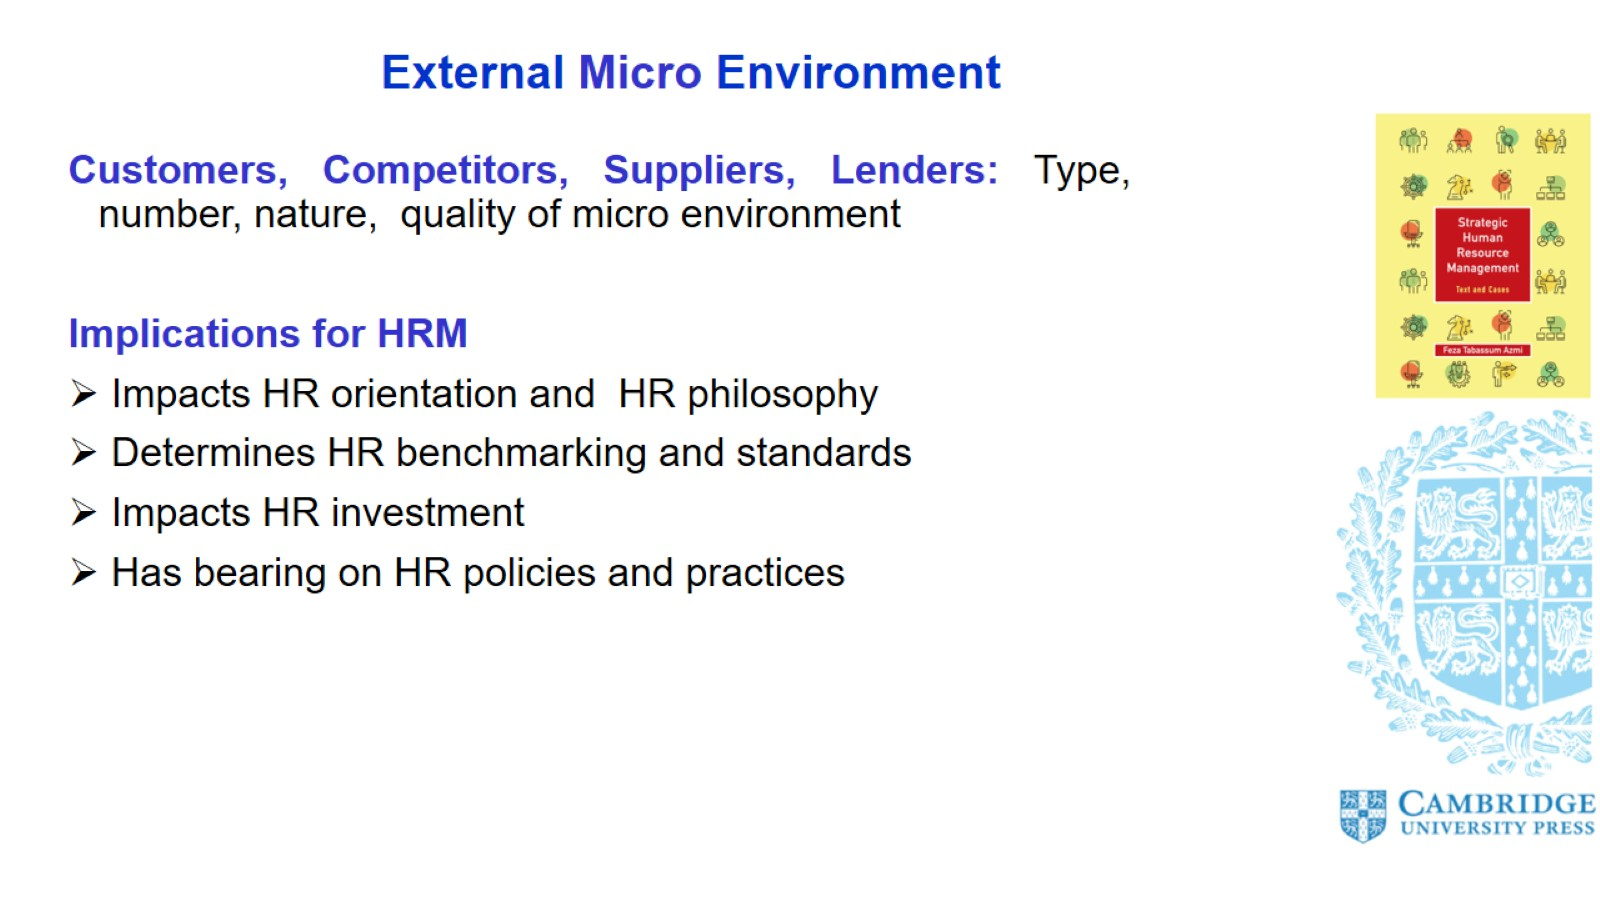 External Micro Environment
Customers, Competitors, Suppliers, Lenders: Type,
number, nature, quality of micro environment
Implications for HRM
➢ Impacts HR orientation and HR philosophy
➢ Determines HR benchmarking and standards
➢ Impacts HR investment
➢ Has bearing on HR policies and practices
Strategic
Human
Resource
Management
Text and Cases
Feza Tabassum Azmi
CAMBRIDGE
UNIVERSITY PRESS